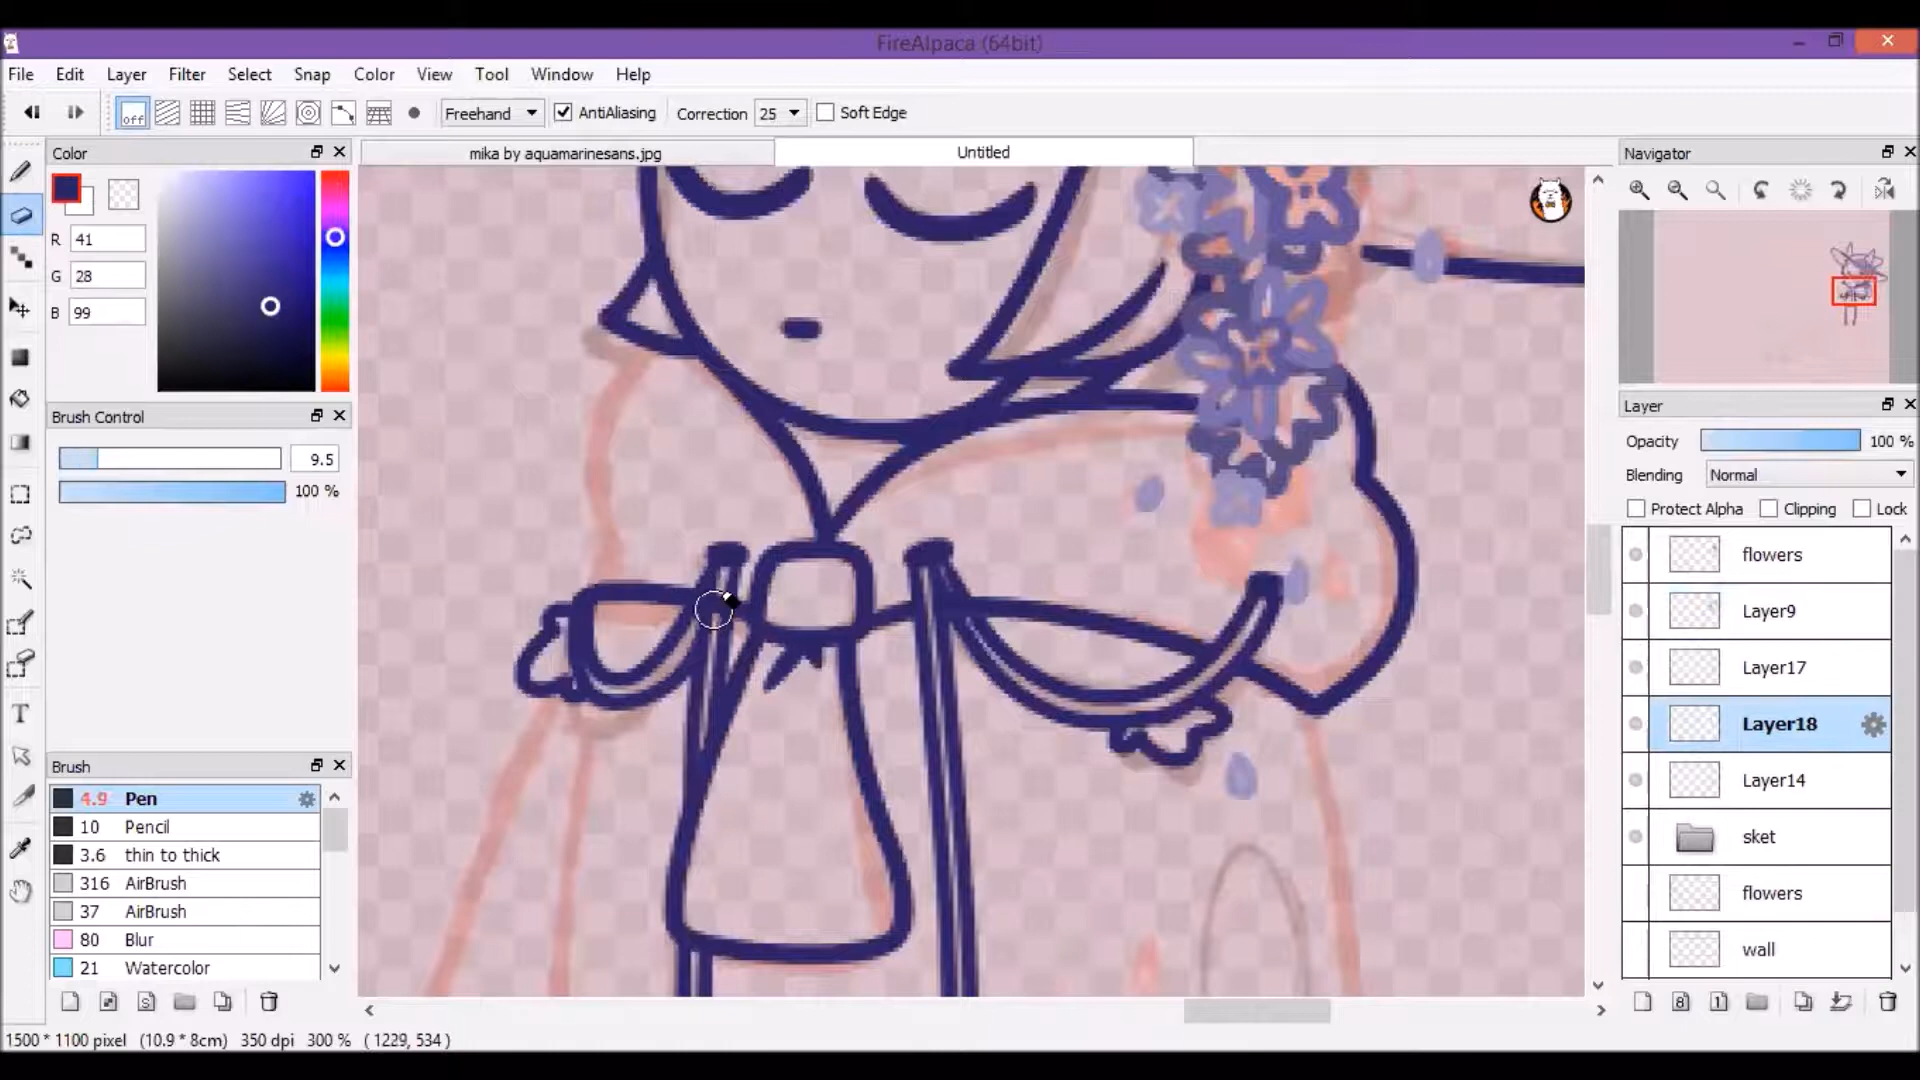 FireAlpaca (64bit)
File Edit Layer Filter Select Snap Color View Tool Window Help
off Freehand AntiAliasing Correction 25 Soft Edge
Color
mika by aquamarinesans.jpg
Untitled
Navigator
R 41
G 28
B 99
Brush Control
9.5
100 %
Layer
Opacity 100 %
Blending Normal
Protect Alpha Clipping Lock
flowers
Layer9
Layer17
Layer18
Layer14
sket
flowers
wall
Brush
4.9 Pen
10 Pencil
3.6 thin to thick
316 AirBrush
37 AirBrush
80 Blur
21 Watercolor
T
S
8
1
1500 * 1100 pixel (10.9 * 8cm) 350 dpi 300 % ( 1229, 534 )